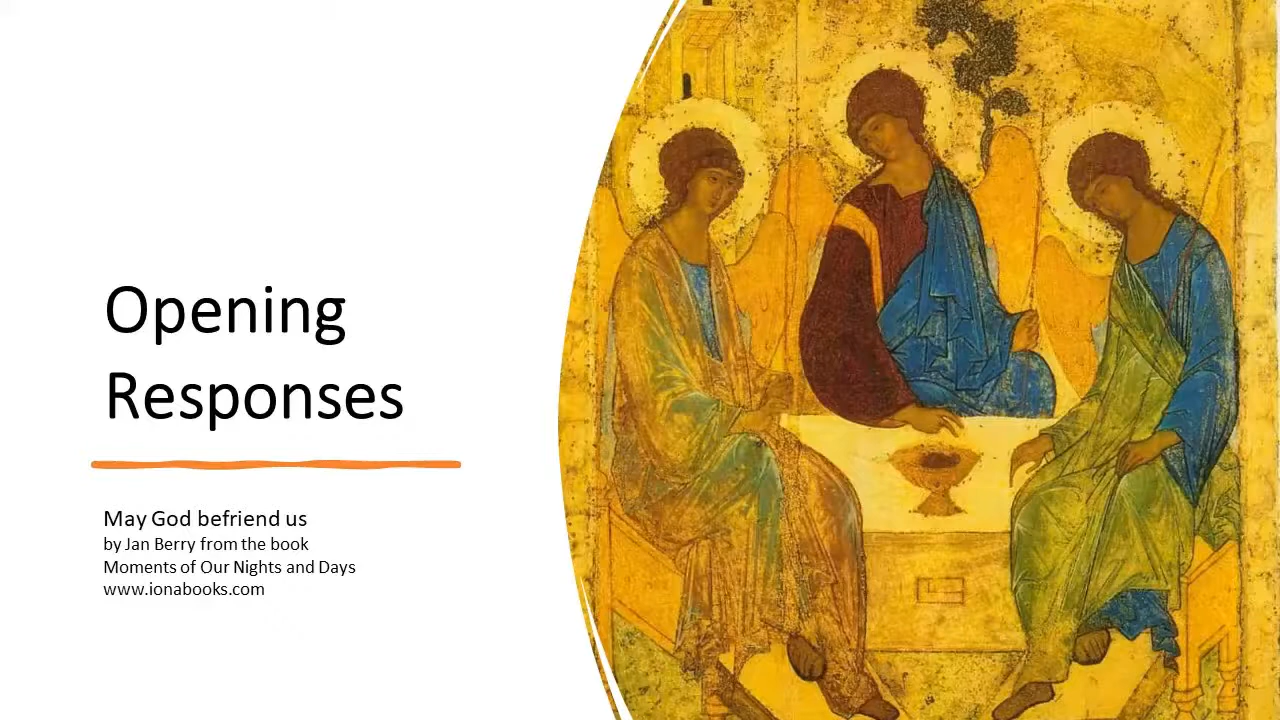 Opening
Responses
May God befriend us
by Jan Berry from the book
Moments of Our Nights and Days
www.ionabooks.com